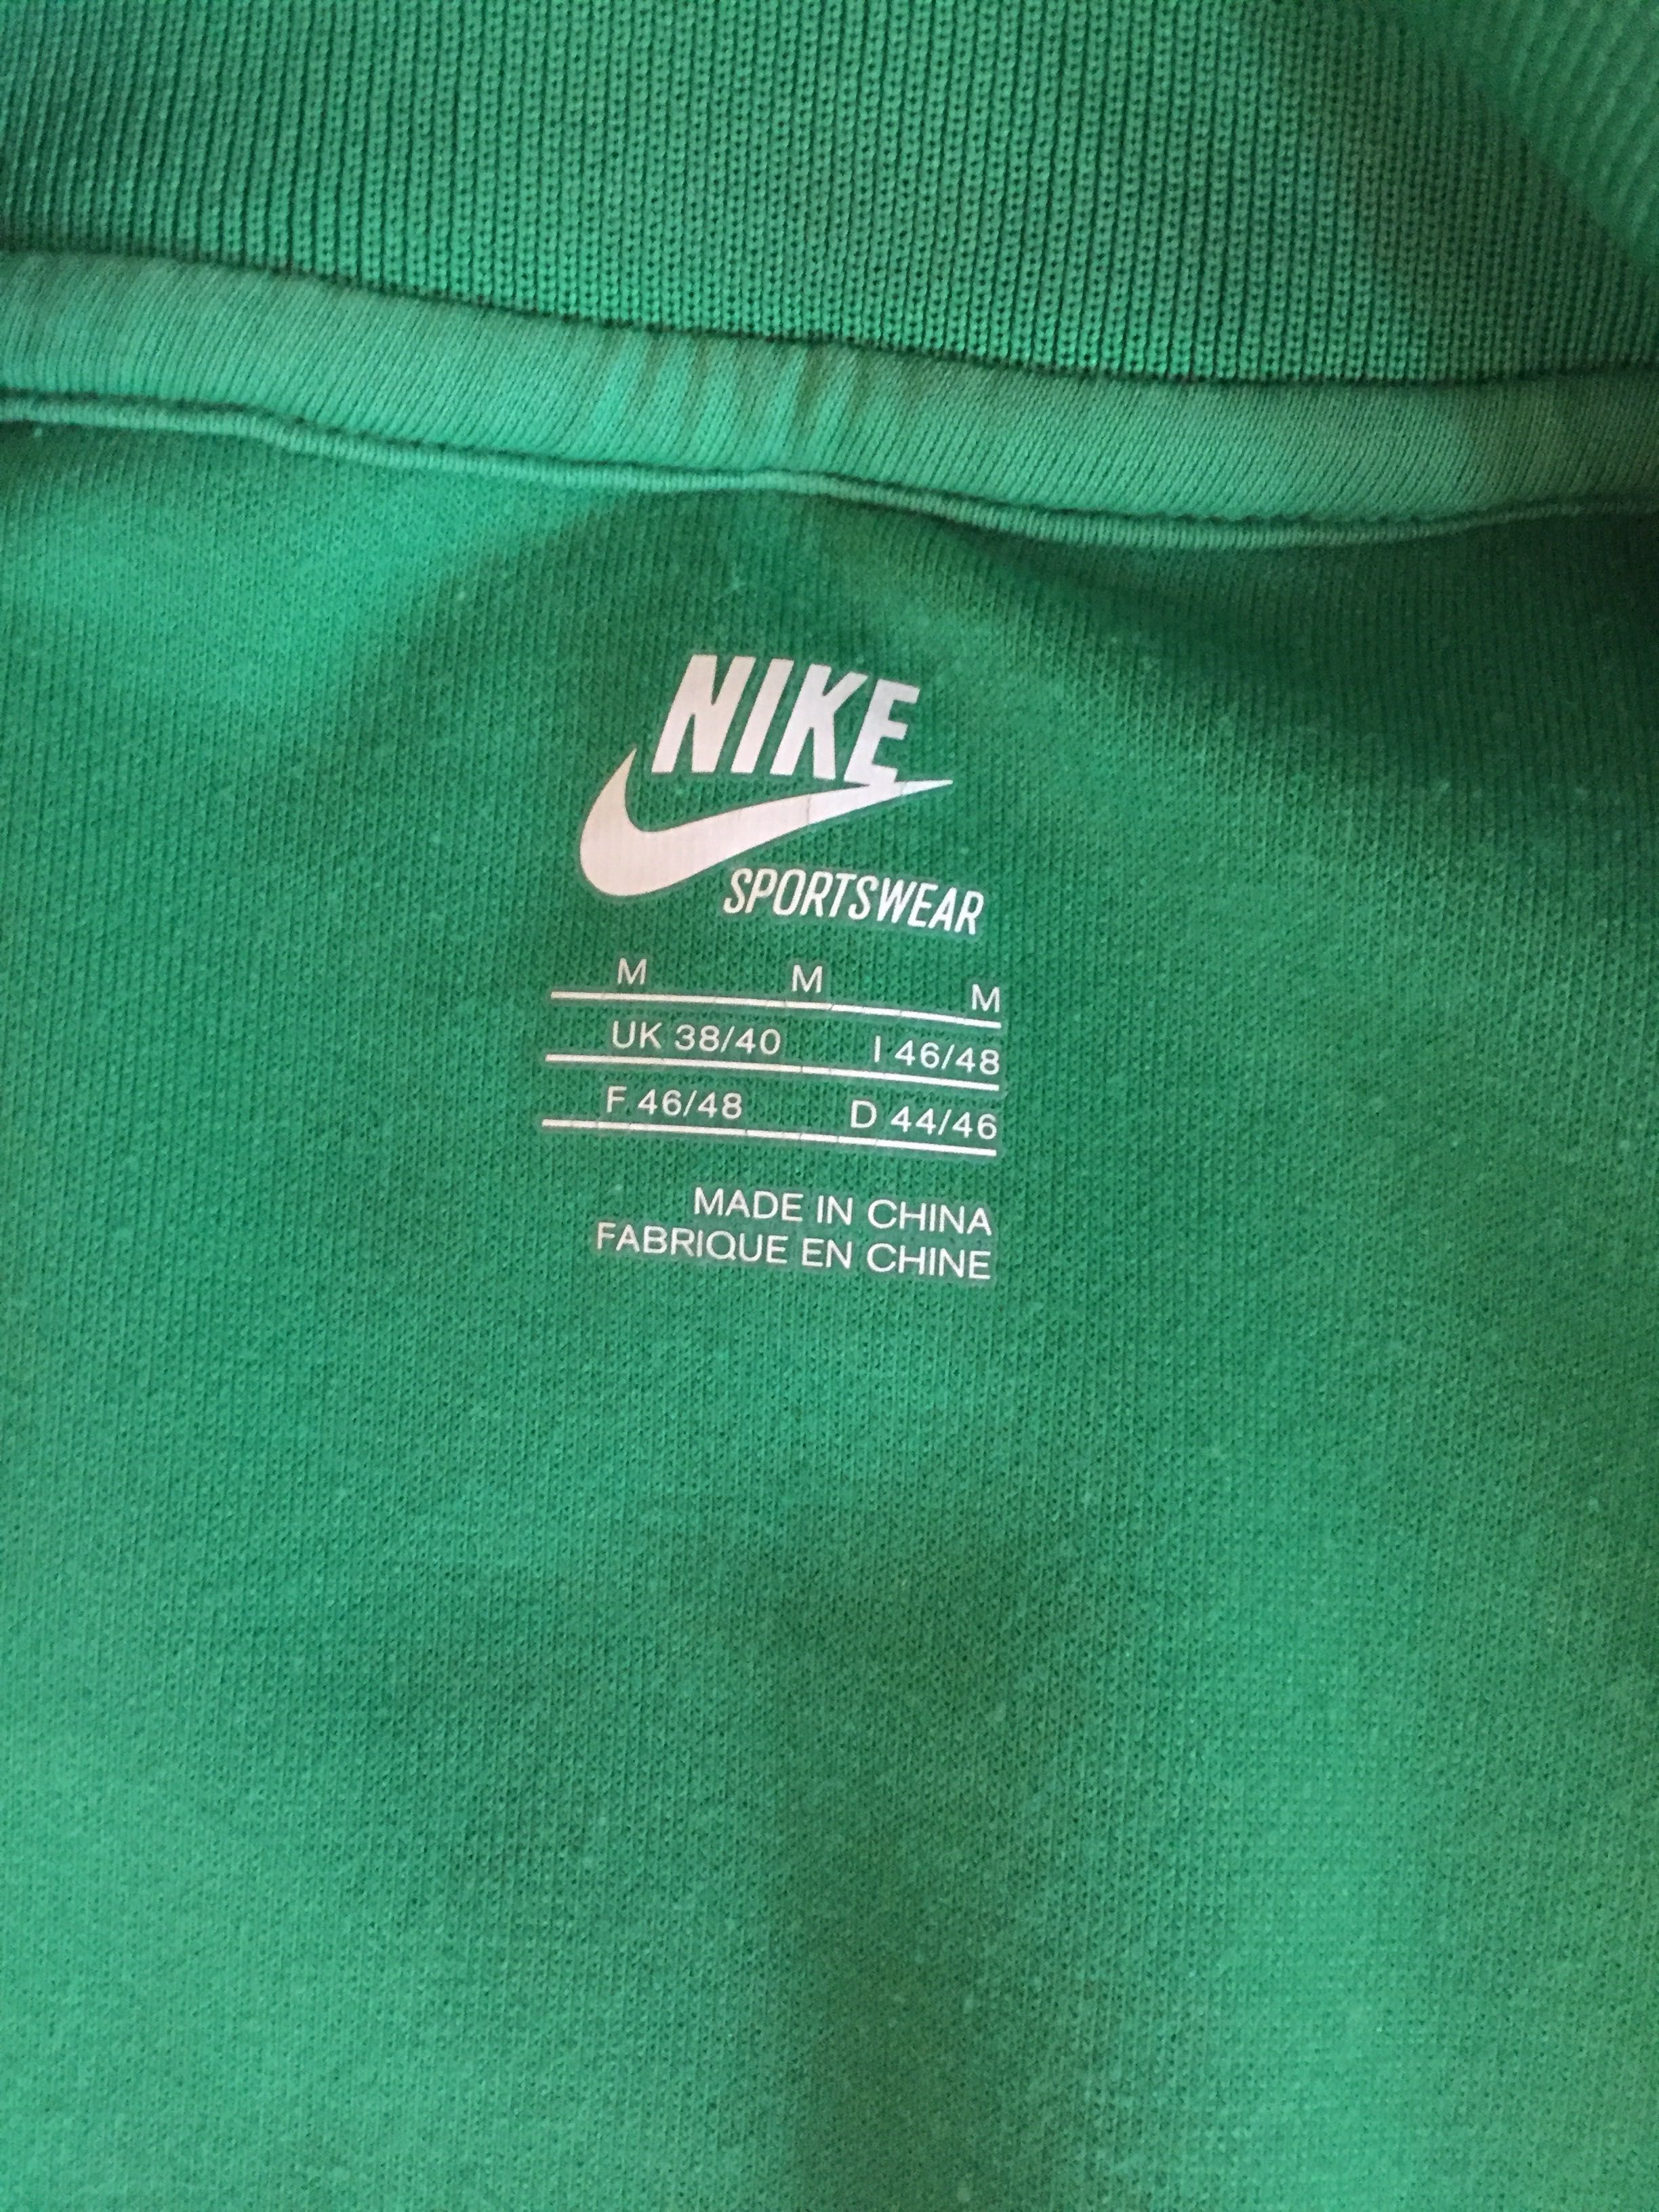 NIKE
SPORTSWEAR
M M M
UK 38/40 I 46/48
F 46/48 D 44/46
MADE IN CHINA
FABRIQUE EN CHINE